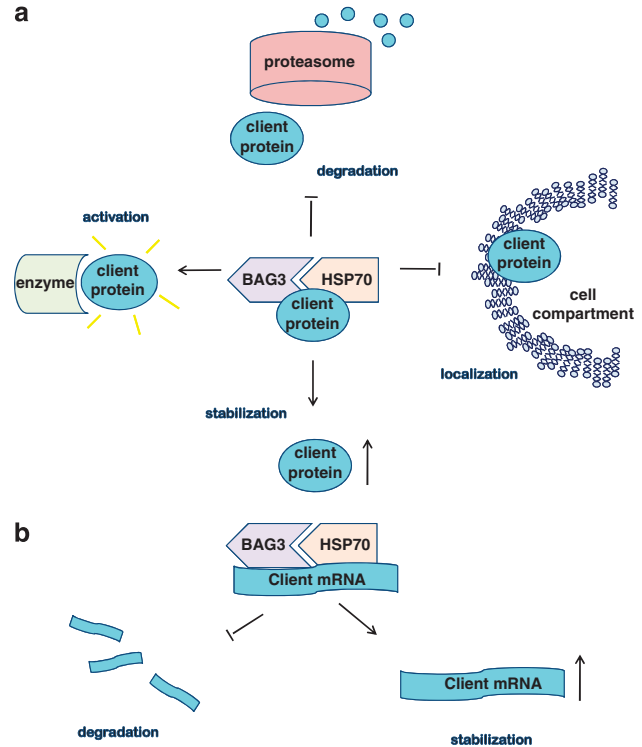 a
proteasome
client
protein
degradation
activation
enzyme
client
protein
BAG3
HSP70
client
protein
client
protein
cell
compartment
localization
stabilization
client
protein
b
BAG3
HSP70
Client mRNA
degradation
Client mRNA
stabilization